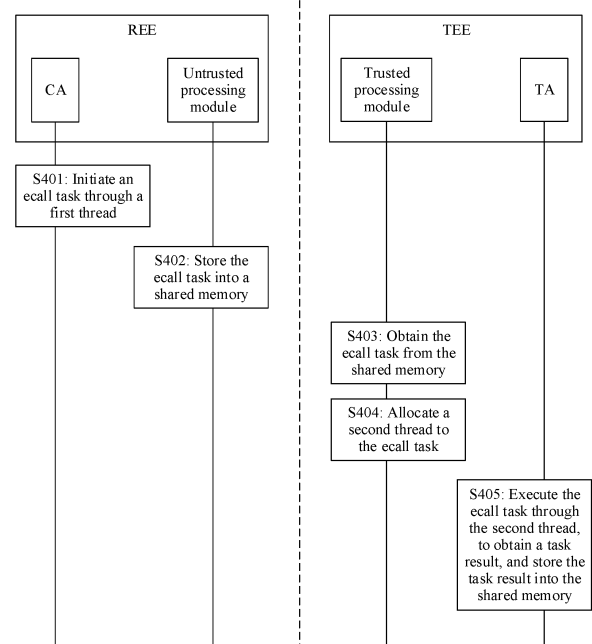 REE
TEE
CA
Untrusted
processing
module
Trusted
processing
module
TA
S401: Initiate an
ecall task through a
first thread
S402: Store the
ecall task into a
shared memory
S403: Obtain the
ecall task from the
shared memory
S404: Allocate a
second thread to
the ecall task
S405: Execute the
ecall task through
the second thread,
to obtain a task
result, and store the
task result into the
shared memory